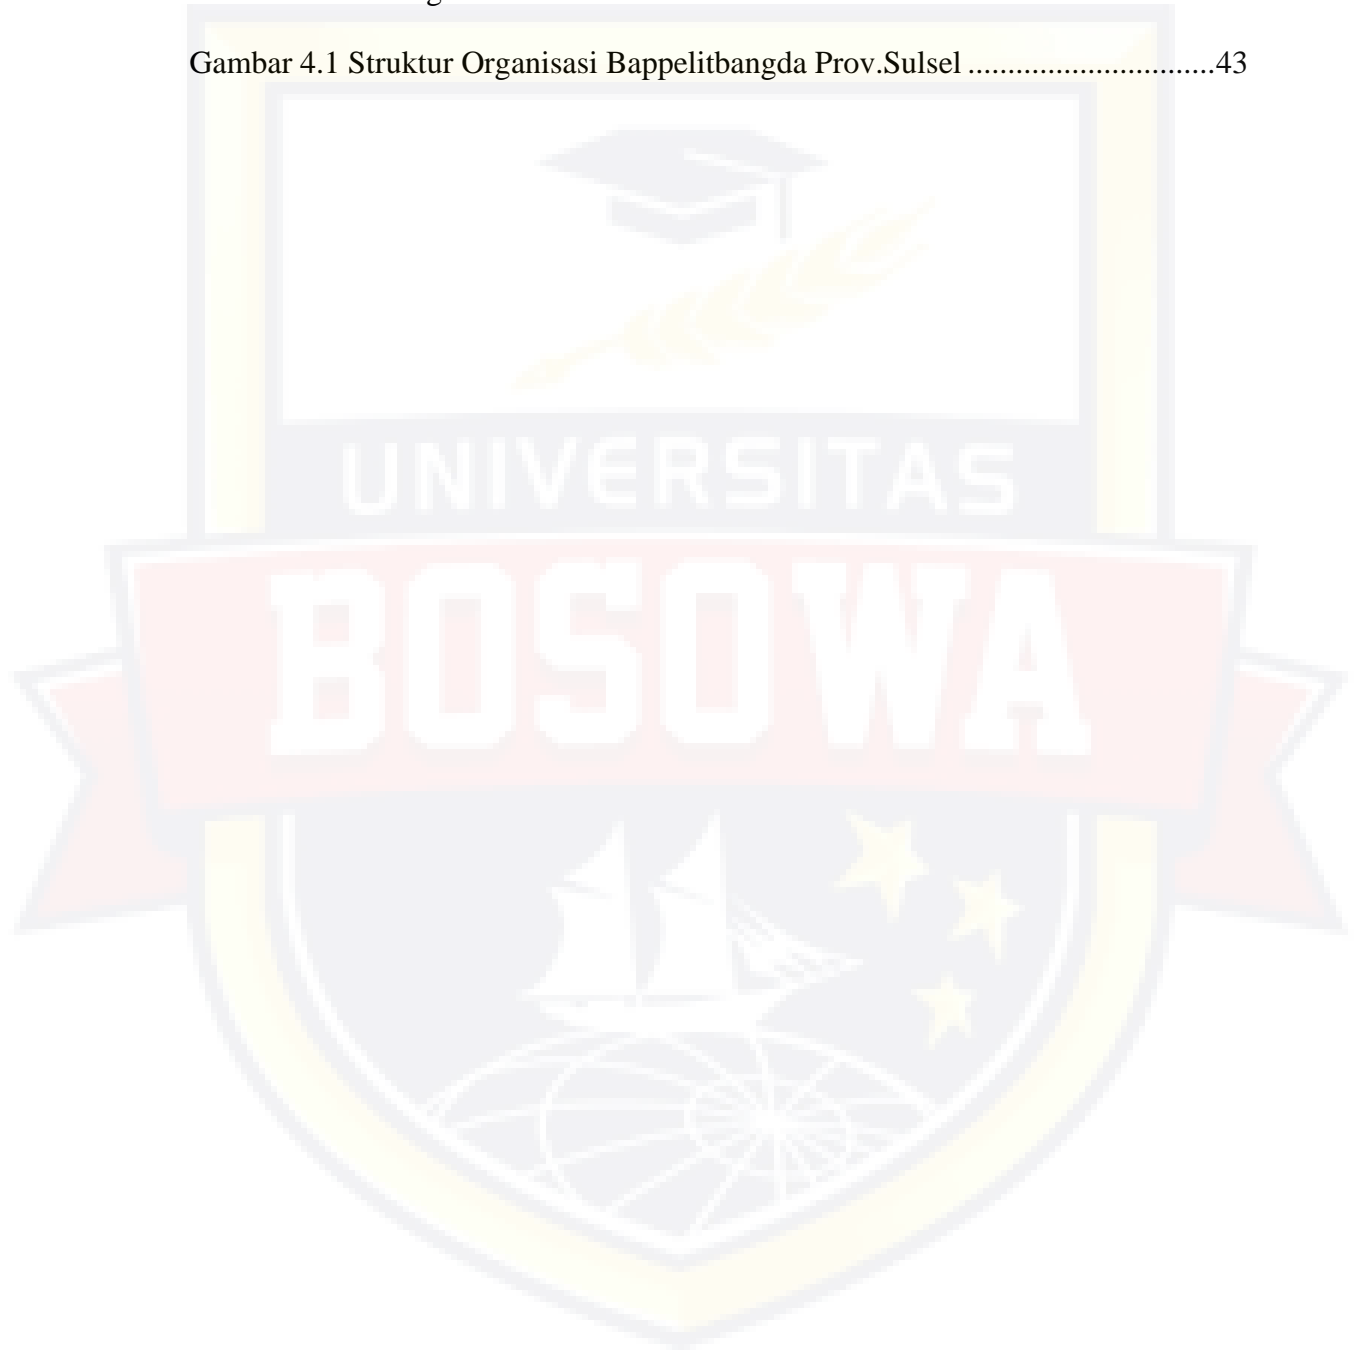 Gambar 4.1 Struktur Organisasi Bappelitbangda Prov.Sulsel ...............................43
UNIVERSITAS
BOSOWA